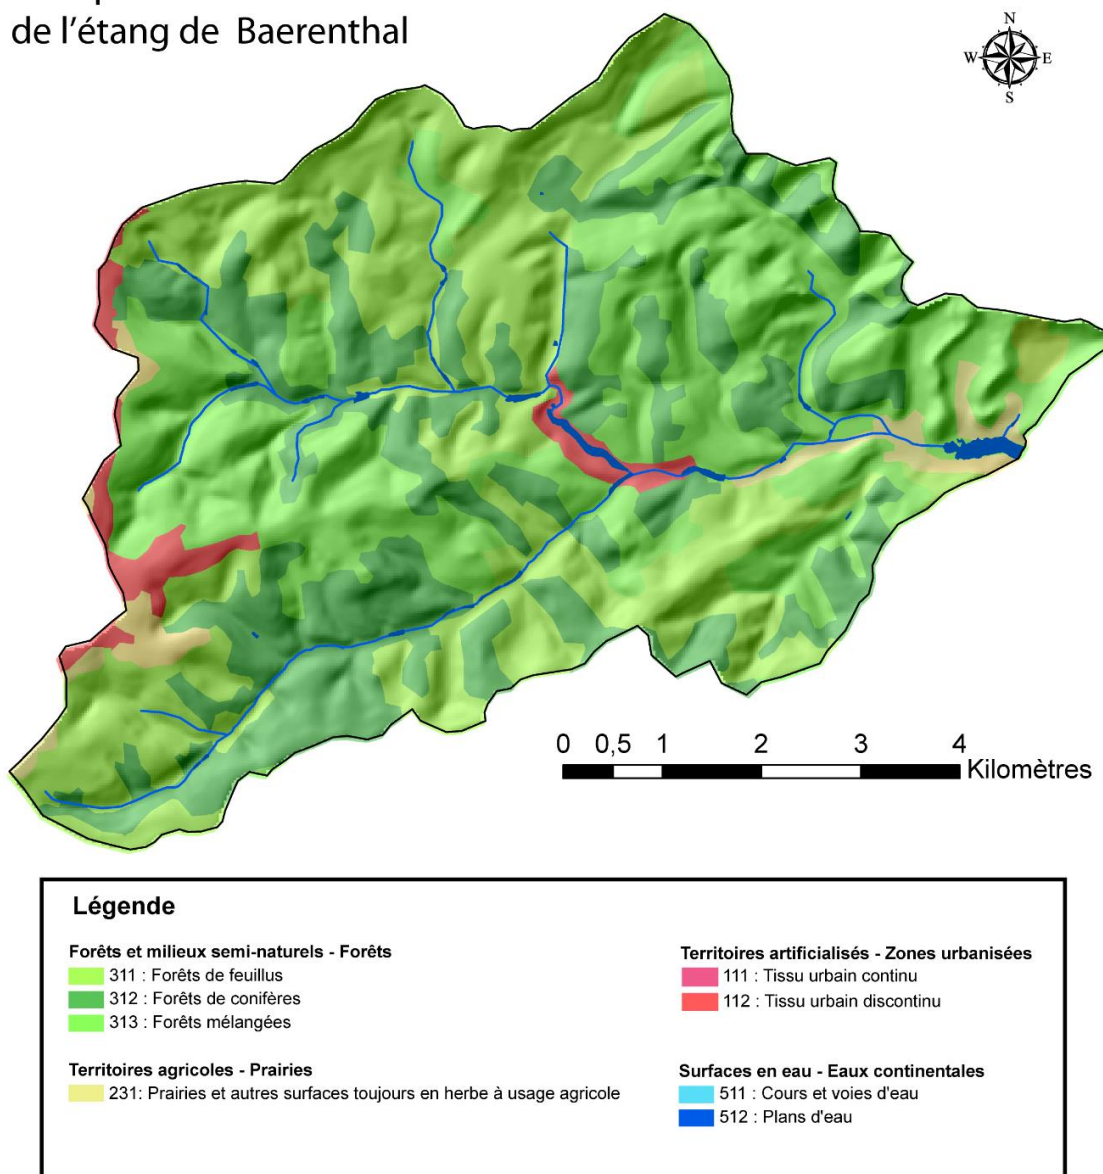 de l'étang de Baerenthal
N
W E
S
0 0,5 1 2 3 4
Kilomètres
Légende
Forêts et milieux semi-naturels - Forêts
311 : Forêts de feuillus
312 : Forêts de conifères
313 : Forêts mélangées
Territoires agricoles - Prairies
231: Prairies et autres surfaces toujours en herbe à usage agricole
Territoires artificialisés - Zones urbanisées
111 : Tissu urbain continu
112 : Tissu urbain discontinu
Surfaces en eau - Eaux continentales
511 : Cours et voies d'eau
512 : Plans d'eau